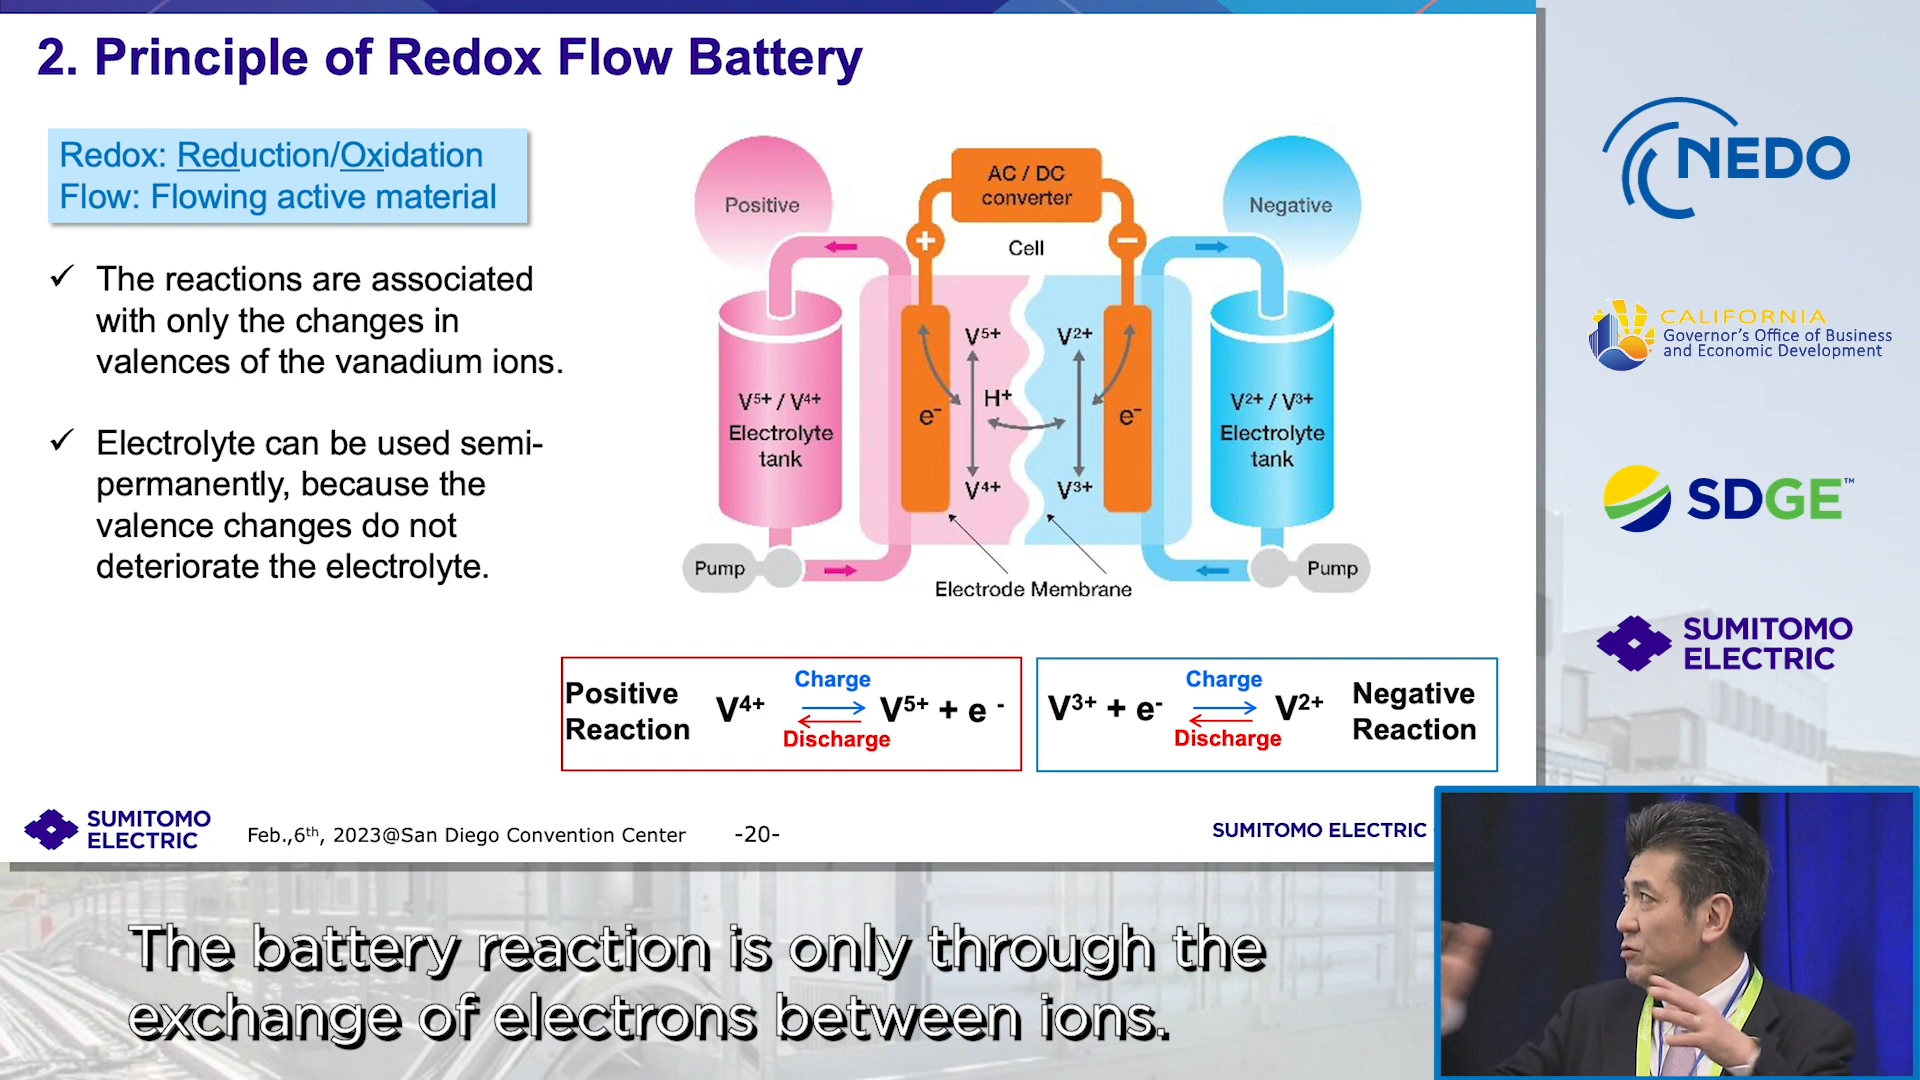 2. Principle of Redox Flow Battery
Redox: Reduction/Oxidation
Flow: Flowing active material
✓ The reactions are associated
with only the changes in
valences of the vanadium ions.
✓ Electrolyte can be used semi-
permanently, because the
valence changes do not
deteriorate the electrolyte.
Positive
AC / DC
converter
Negative
+
−
Cell
V⁵⁺
V²⁺
V⁵⁺ / V⁴⁺
Electrolyte
tank
e⁻
H⁺
e⁻
V²⁺ / V³⁺
Electrolyte
tank
V⁴⁺
V³⁺
Pump
Pump
Electrode Membrane
Positive
Reaction
V⁴⁺
Charge
Discharge
V⁵⁺ + e -
V³⁺ + e⁻
Charge
Discharge
V²⁺
Negative
Reaction
SUMITOMO
ELECTRIC
Feb.,6ᵗʰ, 2023@San Diego Convention Center
-20-
SUMITOMO ELECTRIC
NEDO
CALIFORNIA
Governor's Office of Business
and Economic Development
SDGE™
SUMITOMO
ELECTRIC
The battery reaction is only through the
exchange of electrons between ions.